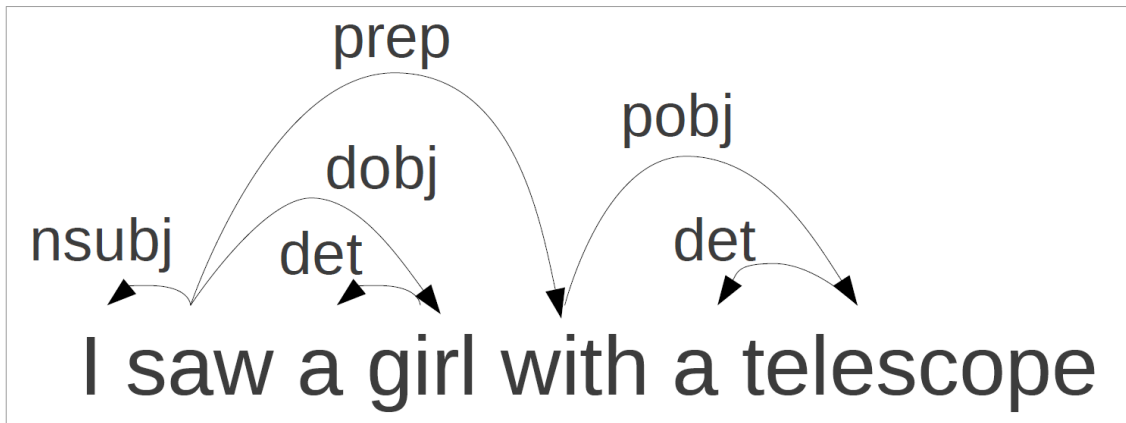 prep
pobj
dobj
nsubj det det
I saw a girl with a telescope